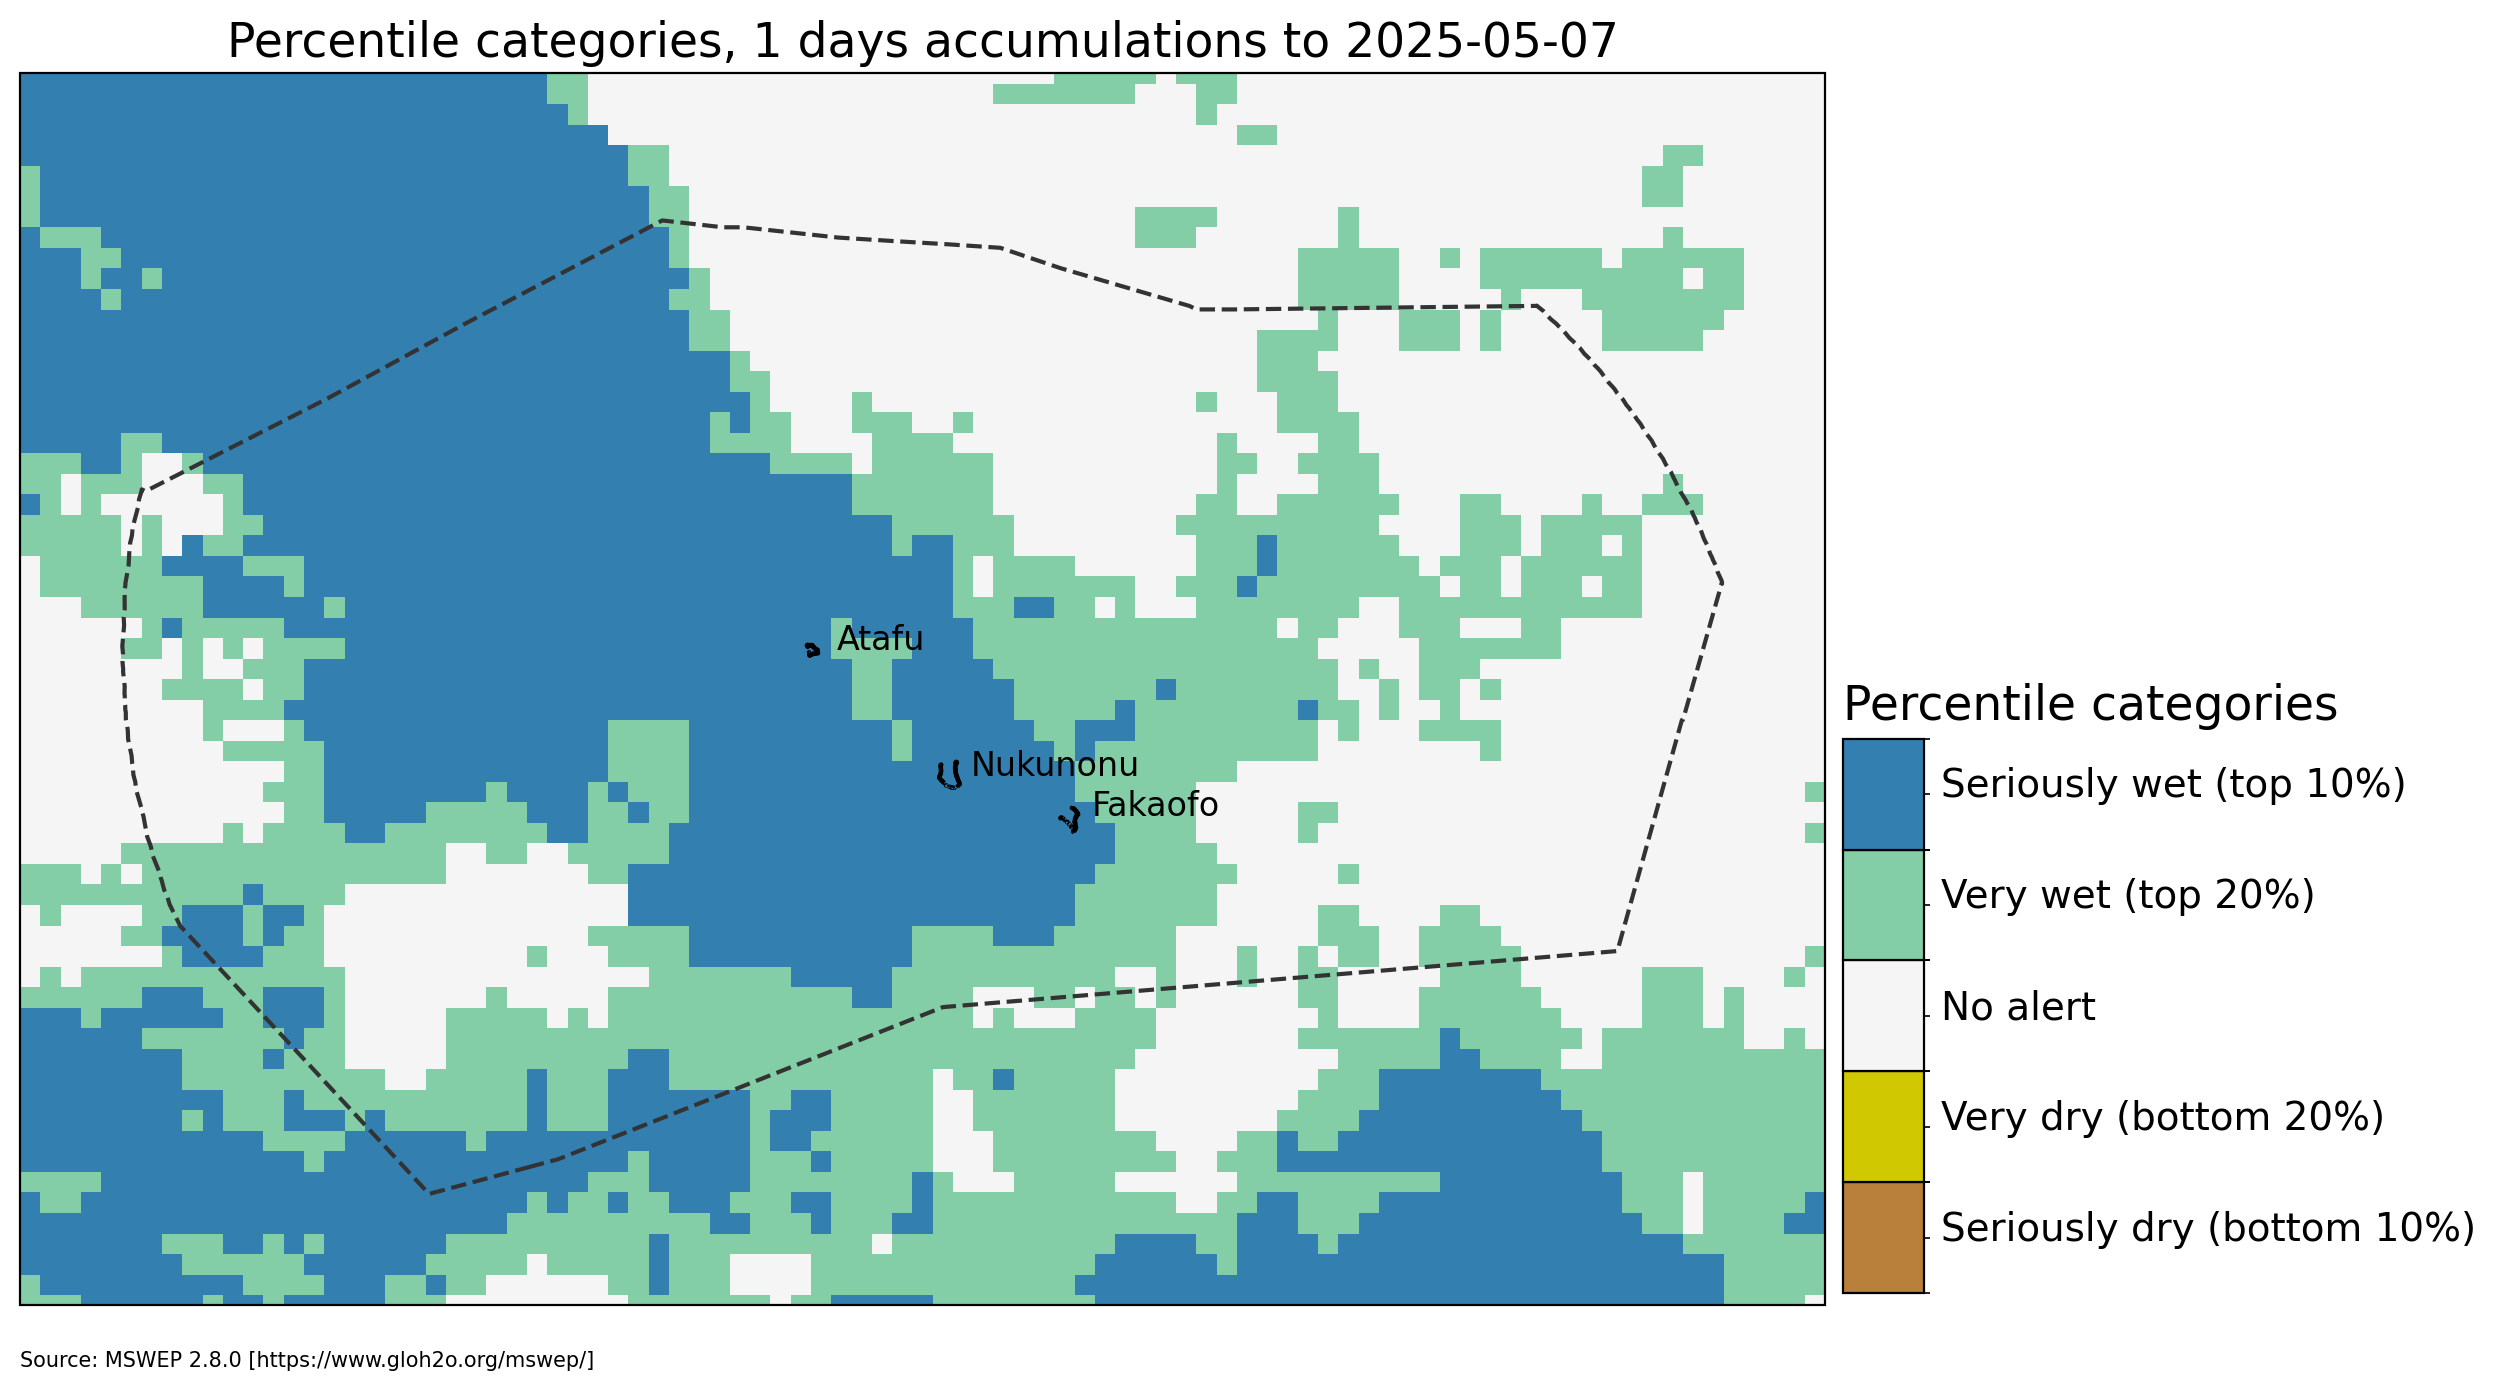 Percentile categories, 1 days accumulations to 2025-05-07
Atafu
Nukunonu
Fakaofo
Percentile categories
Seriously wet (top 10%)
Very wet (top 20%)
No alert
Very dry (bottom 20%)
Seriously dry (bottom 10%)
Source: MSWEP 2.8.0 [https://www.gloh2o.org/mswep/]